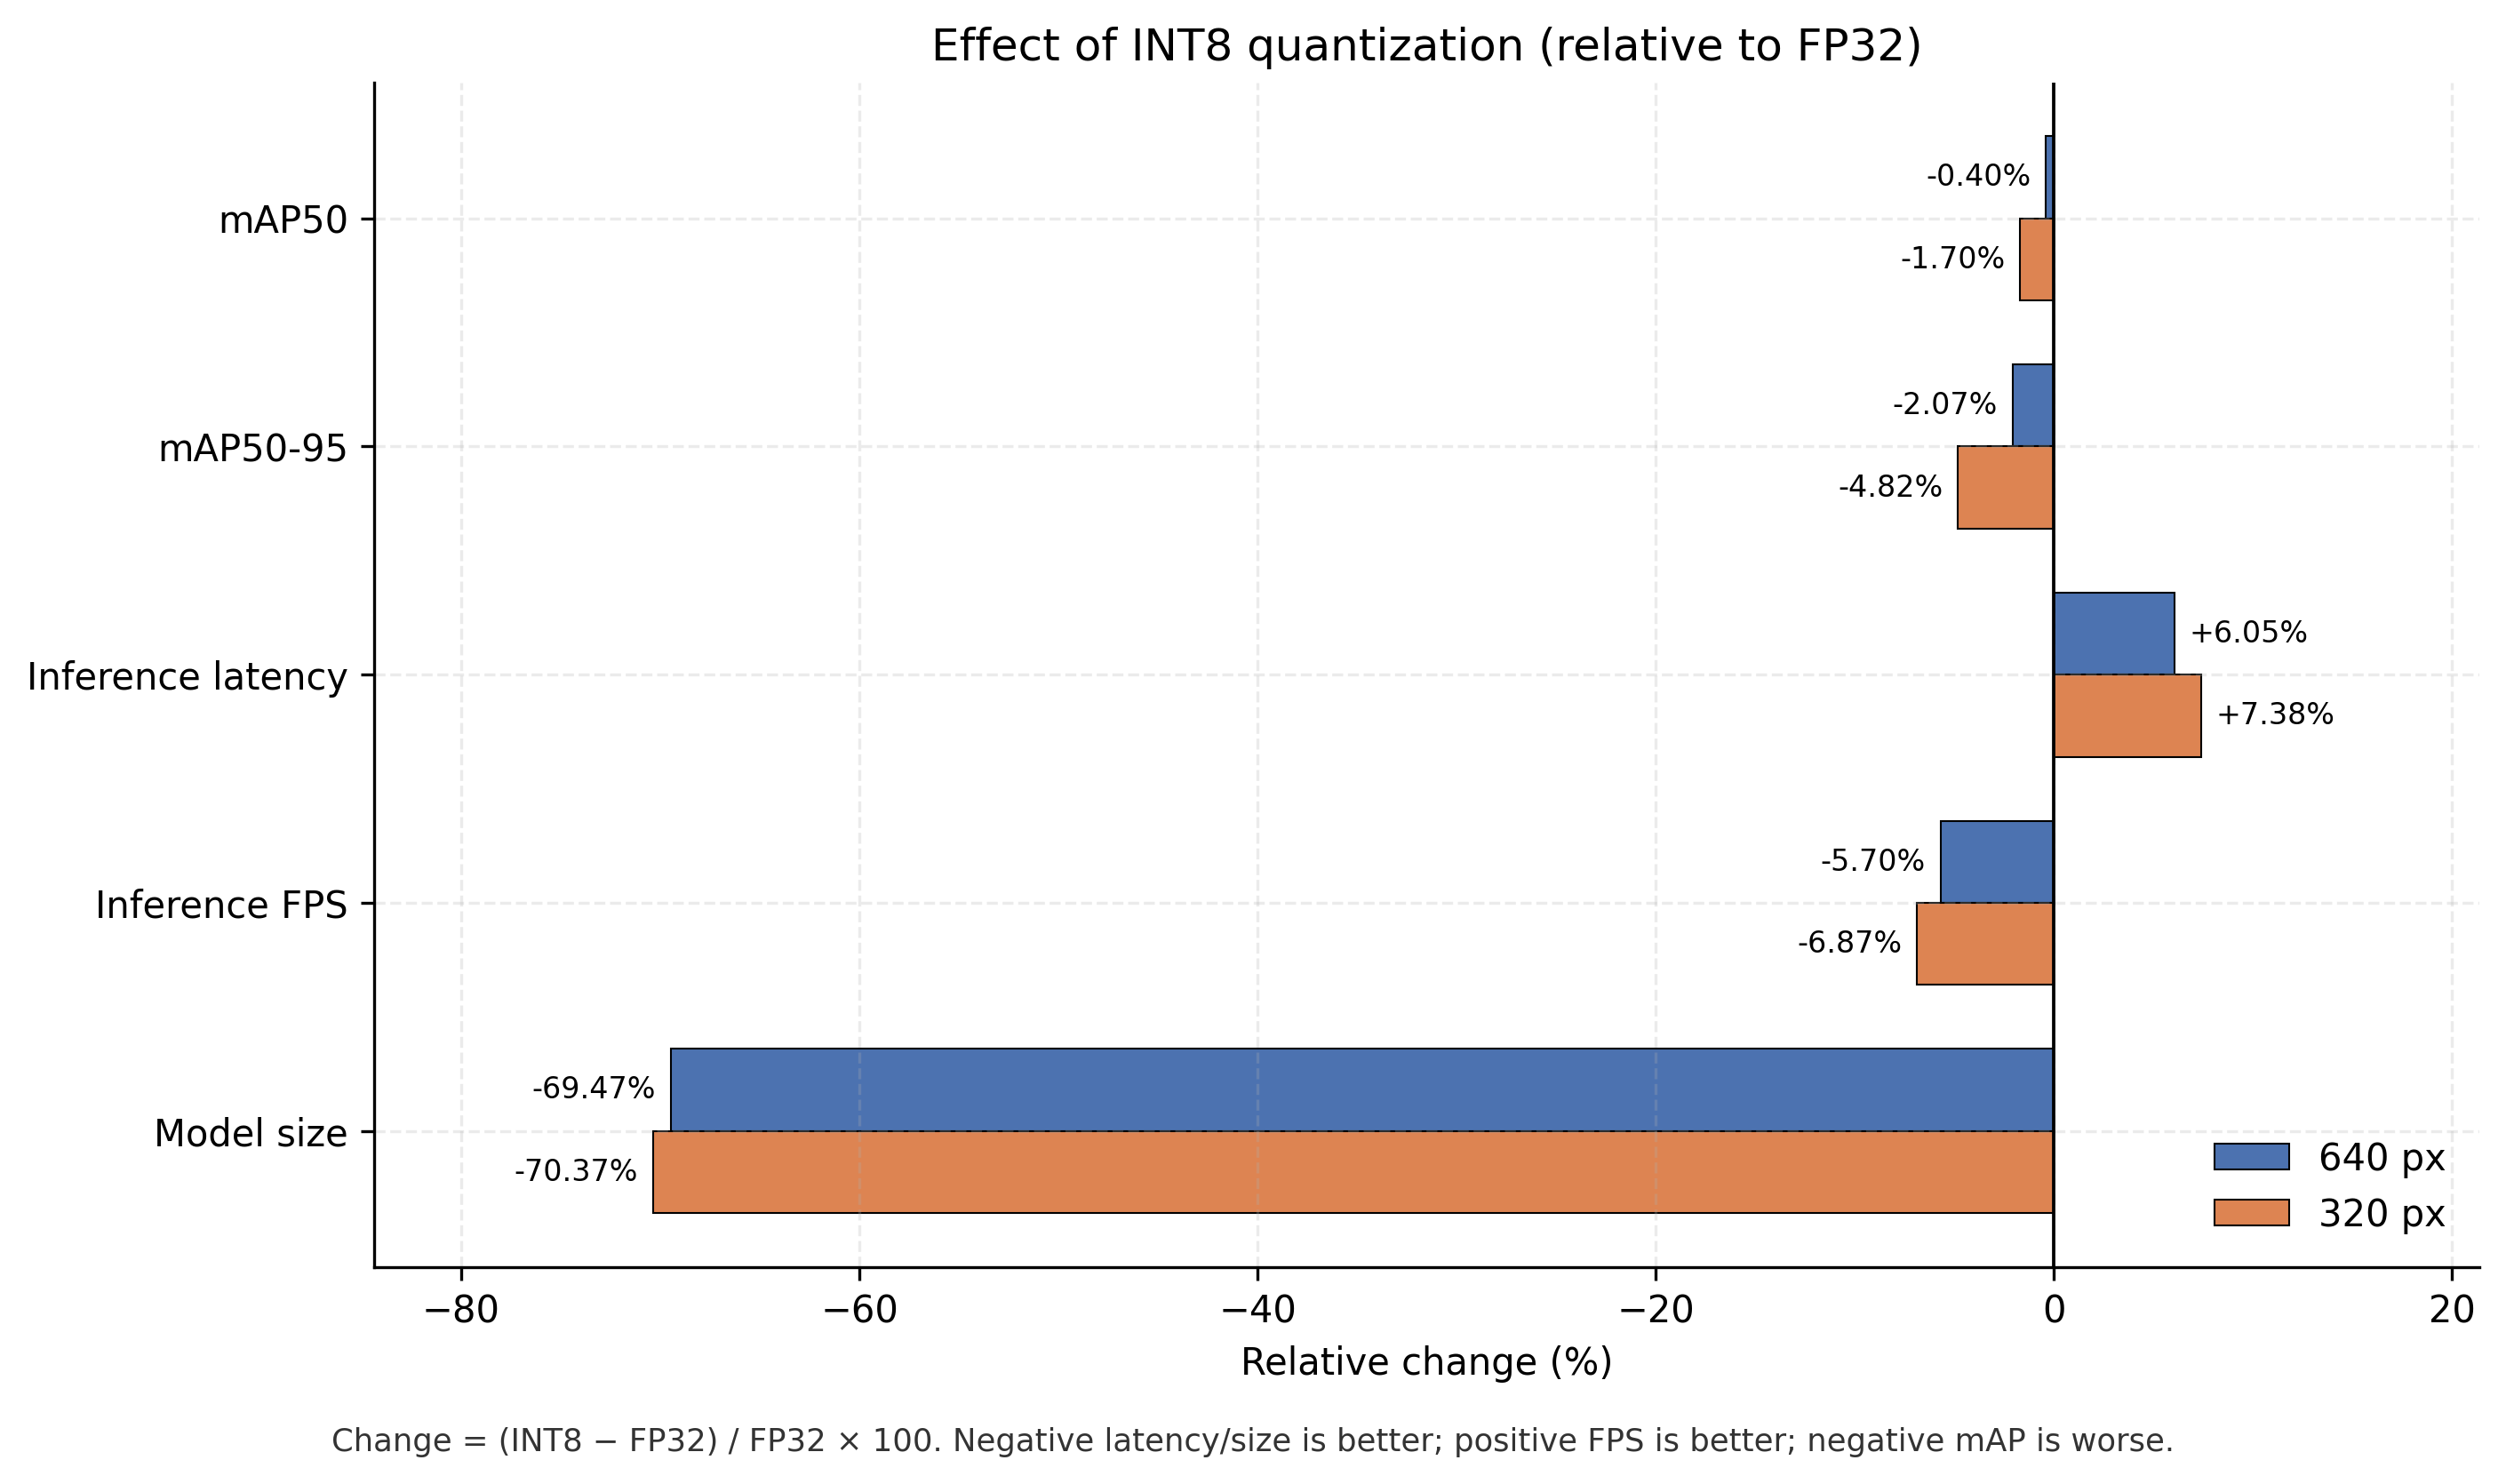 Effect of INT8 quantization (relative to FP32)
mAP50
-0.40%
-1.70%
mAP50-95
-2.07%
-4.82%
Inference latency
+6.05%
+7.38%
Inference FPS
-5.70%
-6.87%
Model size
-69.47%
-70.37%
640 px
320 px
−80 −60 −40 −20 0 20
Relative change (%)
Change = (INT8 − FP32) / FP32 × 100. Negative latency/size is better; positive FPS is better; negative mAP is worse.